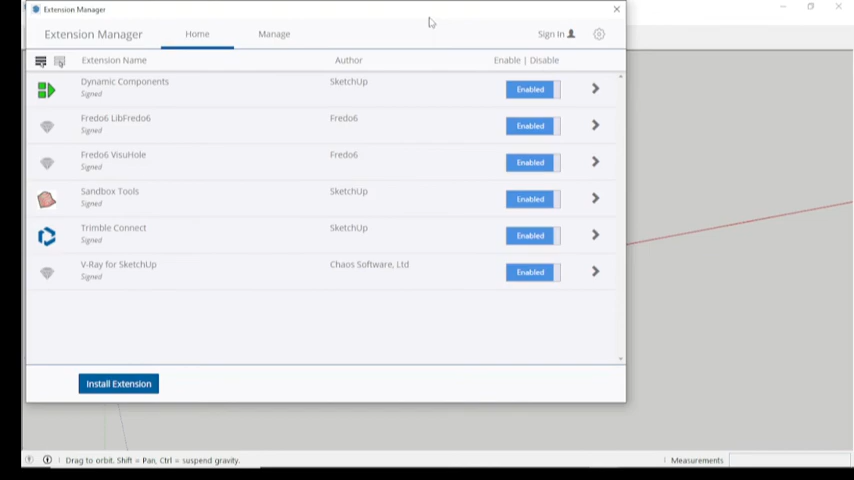 Extension Manager
Extension Manager
Home
Manage
Sign In
Extension Name
Author
Enable | Disable
Dynamic Components
Signed
SketchUp
Enabled
Fredo6 LibFredo6
Signed
Fredo6
Enabled
Fredo6 VisuHole
Signed
Fredo6
Enabled
Sandbox Tools
Signed
SketchUp
Enabled
Trimble Connect
Signed
SketchUp
Enabled
V-Ray for SketchUp
Signed
Chaos Software, Ltd
Enabled
Install Extension
Drag to orbit. Shift = Pan, Ctrl = suspend gravity.
Measurements